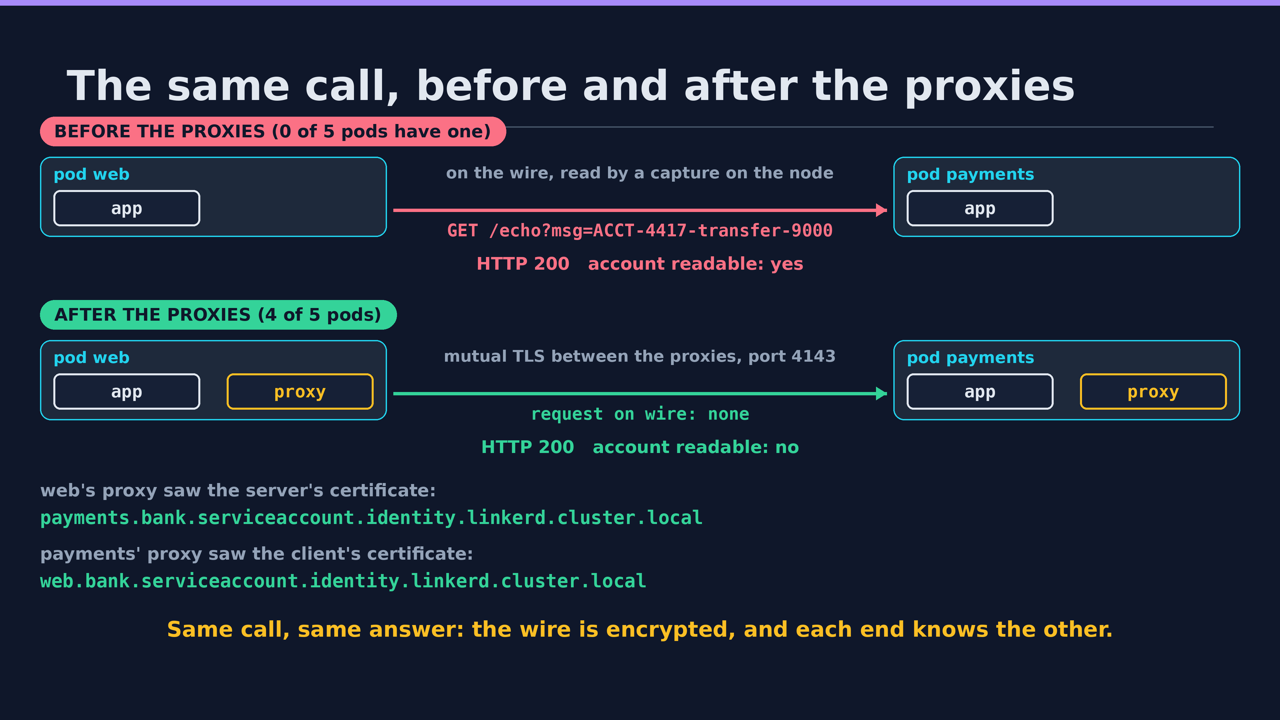 The same call, before and after the proxies
BEFORE THE PROXIES (0 of 5 pods have one)
pod web
app
on the wire, read by a capture on the node
GET /echo?msg=ACCT-4417-transfer-9000
HTTP 200   account readable: yes
pod payments
app
AFTER THE PROXIES (4 of 5 pods)
pod web
app
proxy
mutual TLS between the proxies, port 4143
request on wire: none
HTTP 200   account readable: no
pod payments
app
proxy
web's proxy saw the server's certificate:
payments.bank.serviceaccount.identity.linkerd.cluster.local
payments' proxy saw the client's certificate:
web.bank.serviceaccount.identity.linkerd.cluster.local
Same call, same answer: the wire is encrypted, and each end knows the other.